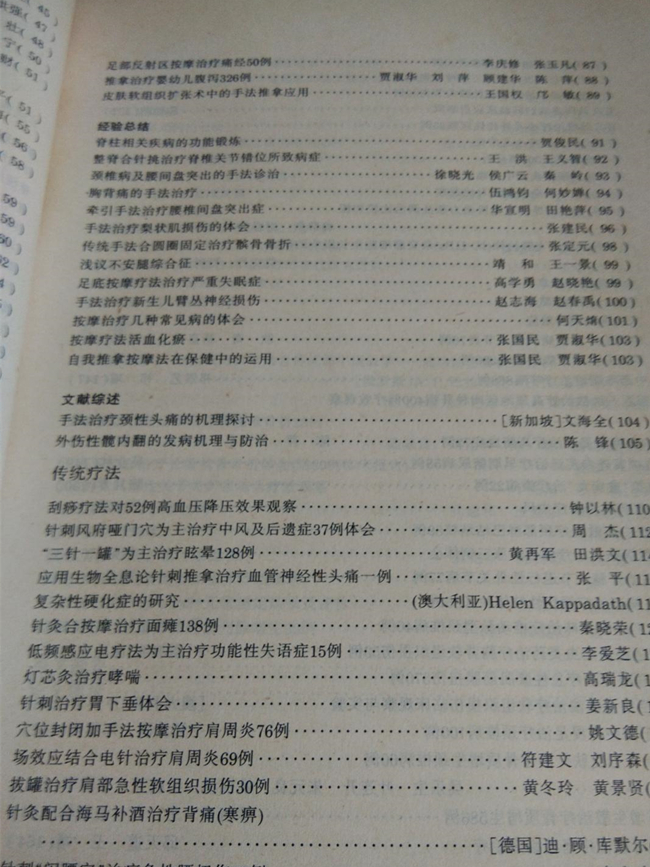 45)
47)
杜 48)
宁 50)
51)
51)
55)
56)
58)
59
59
60
62
足部反射区按摩治疗痛经50例 李庆修 张玉凡(87)
推拿治疗婴幼儿腹泻326例 贾淑华 刘 萍 顾建华 陈 萍(88)
皮肤软组织扩张术中的手法推拿应用 王国权 邝 敏(89)
经验总结
脊柱相关疾病的功能锻炼 贺俊民(91)
整脊合针挑治疗脊椎关节错位所致病症 王 洪 王义智(92)
颈椎病及腰间盘突出的手法诊治 徐晓光 侯广云 秦 岭(93)
胸背痛的手法治疗 伍鸿钧 何妙婵(94)
牵引手法治疗腰椎间盘突出症 华宣明 田艳萍(95)
手法治疗梨状肌损伤的体会 张建民(96)
传统手法合圆圈固定治疗髌骨骨折 张定元(98)
浅议不安腿综合征 靖 和 王一景(99)
足底按摩疗法治疗严重失眠症 高学勇 赵晓艳(99)
手法治疗新生儿臂丛神经损伤 赵志海 赵春禹(100)
按摩治疗几种常见病的体会 何天煊(101)
按摩疗法活血化瘀 张国民 贾淑华(103)
自我推拿按摩法在保健中的运用 张国民 贾淑华(103)
文献综述
手法治疗颈性头痛的机理探讨 [新加坡]文海全(104)
外伤性髋内翻的发病机理与防治 陈 锋(105)
传统疗法
刮痧疗法对52例高血压降压效果观察 钟以林(110
针刺风府哑门穴为主治疗中风及后遗症37例体会 周 杰(112
“三针一罐”为主治疗眩晕128例 黄再军 田洪文(114
应用生物全息论针刺推拿治疗血管神经性头痛一例 张 平(11
复杂性硬化症的研究 (澳大利亚)Helen Kappadath(11
针灸合按摩治疗面瘫138例 秦晓荣(12
低频感应电疗法为主治疗功能性失语症15例 李爱芝(1
灯芯灸治疗哮喘 高瑞龙(1
针刺治疗胃下垂体会 姜新良(1
穴位封闭加手法按摩治疗肩周炎76例 姚文德(1
场效应结合电针治疗肩周炎69例 符建文 刘序森(1
拔罐治疗肩部急性软组织损伤30例 黄冬玲 黄景贤(
针灸配合海马补酒治疗背痛(寒痹)
[德国]迪·顾·库默尔